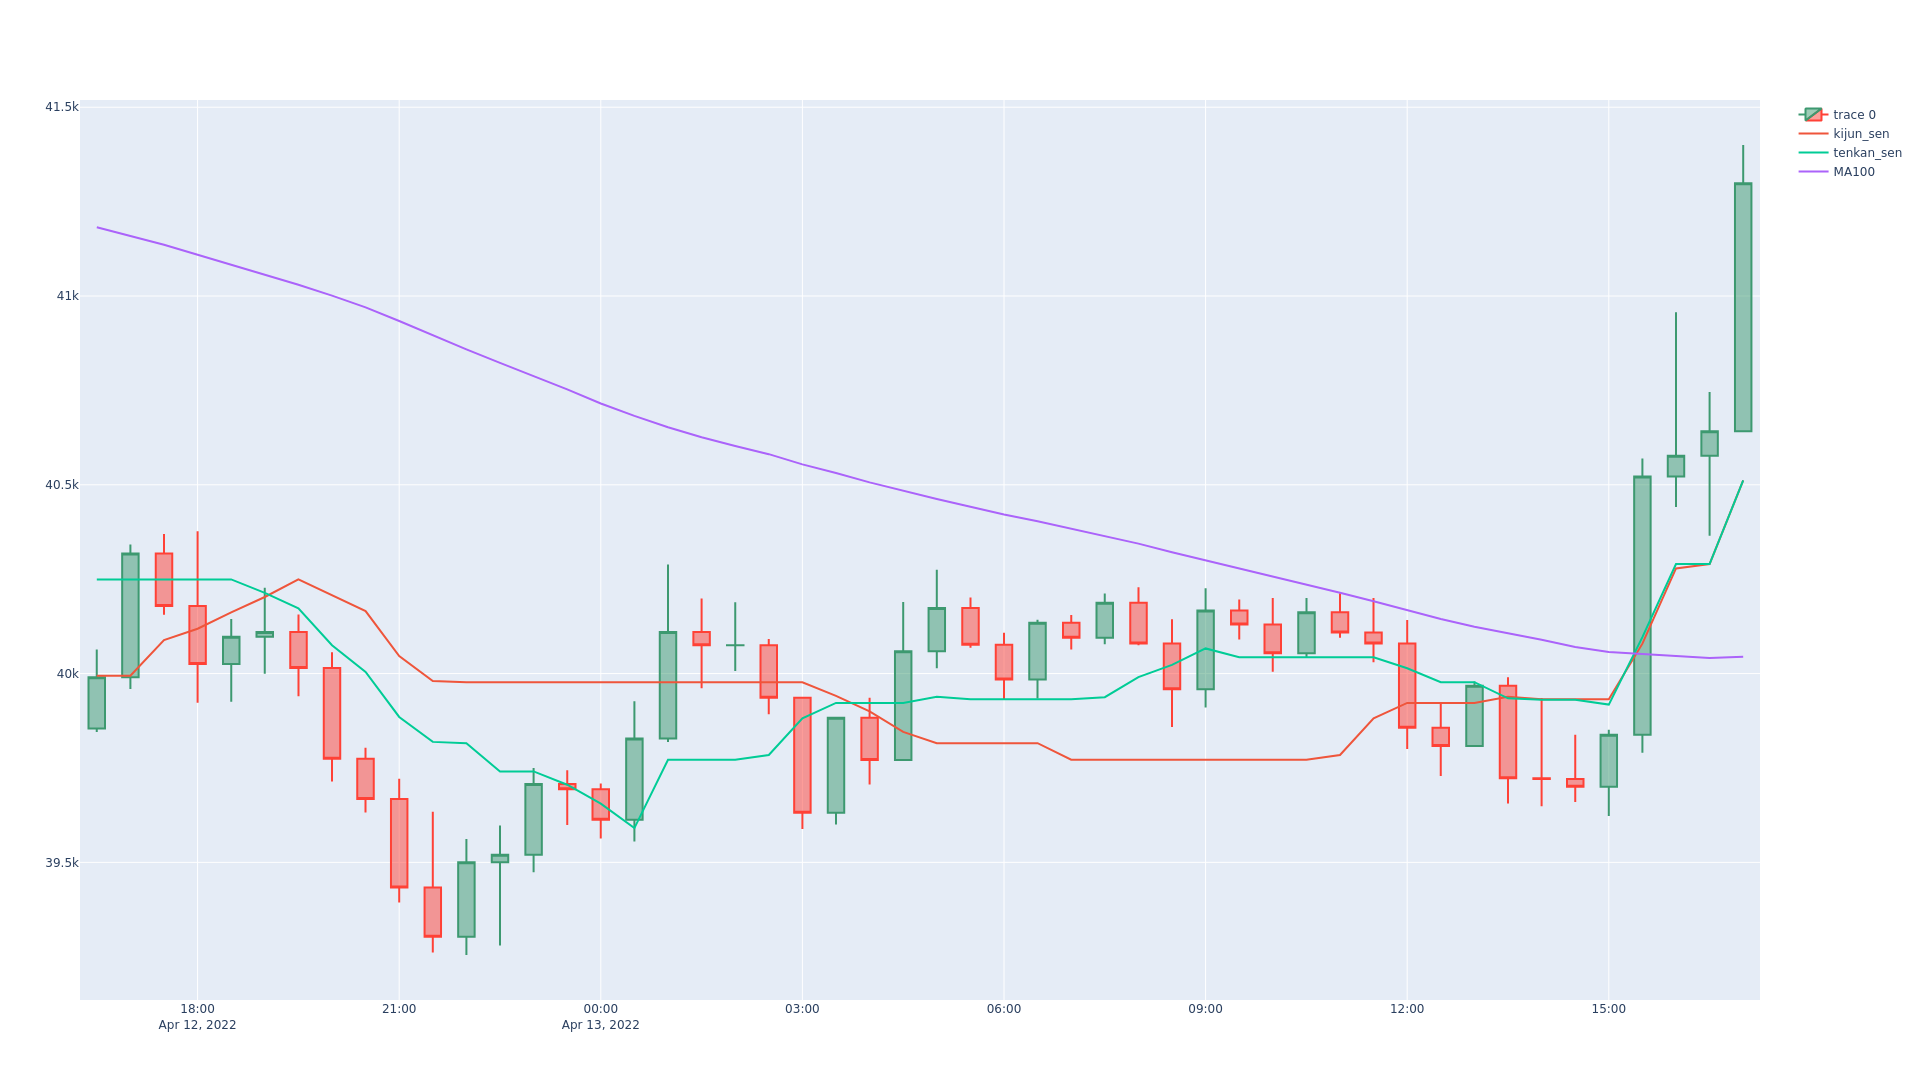 41.5k
41k
40.5k
40k
39.5k
18:00
Apr 12, 2022
21:00
00:00
Apr 13, 2022
03:00
06:00
09:00
12:00
15:00
trace 0
kijun_sen
tenkan_sen
MA100